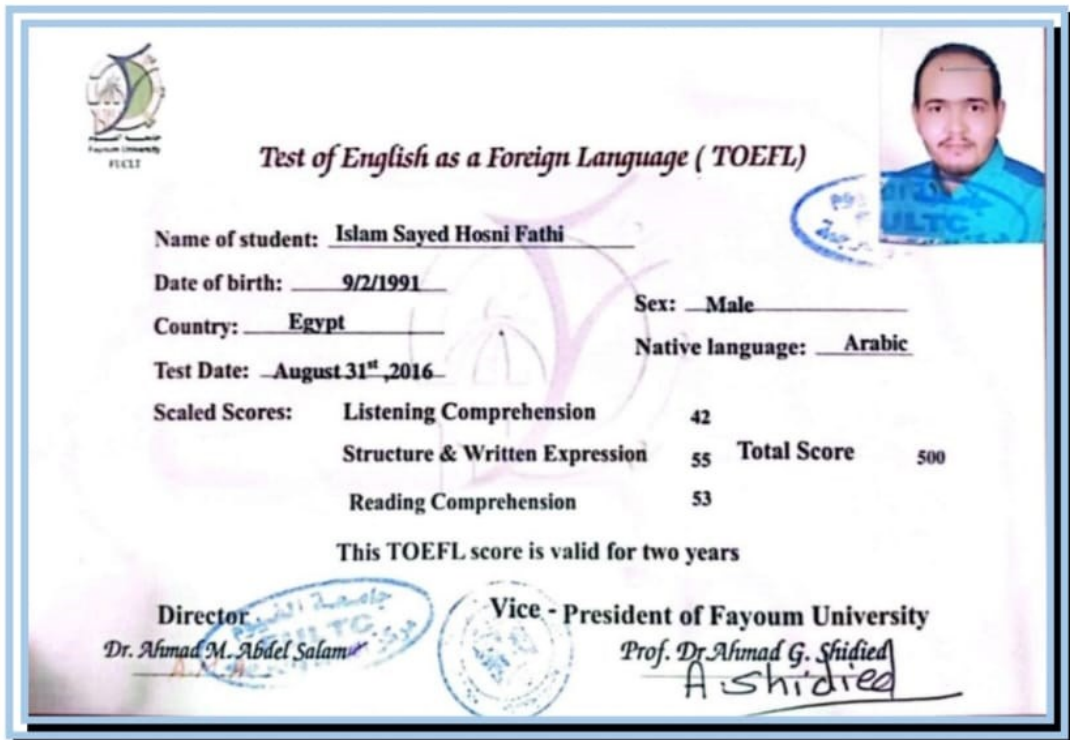 Fayoum University
FUCLT
Test of English as a Foreign Language ( TOEFL)
Name of student: Islam Sayed Hosni Fathi
Date of birth: 9/2/1991
Sex: Male
Country: Egypt
Native language: Arabic
Test Date: August 31st ,2016
Scaled Scores: Listening Comprehension 42
Structure & Written Expression 55 Total Score 500
Reading Comprehension 53
This TOEFL score is valid for two years
Director Vice - President of Fayoum University
Dr. Ahmad M. Abdel Salam Prof. Dr Ahmad G. Shidied
A. Shidied